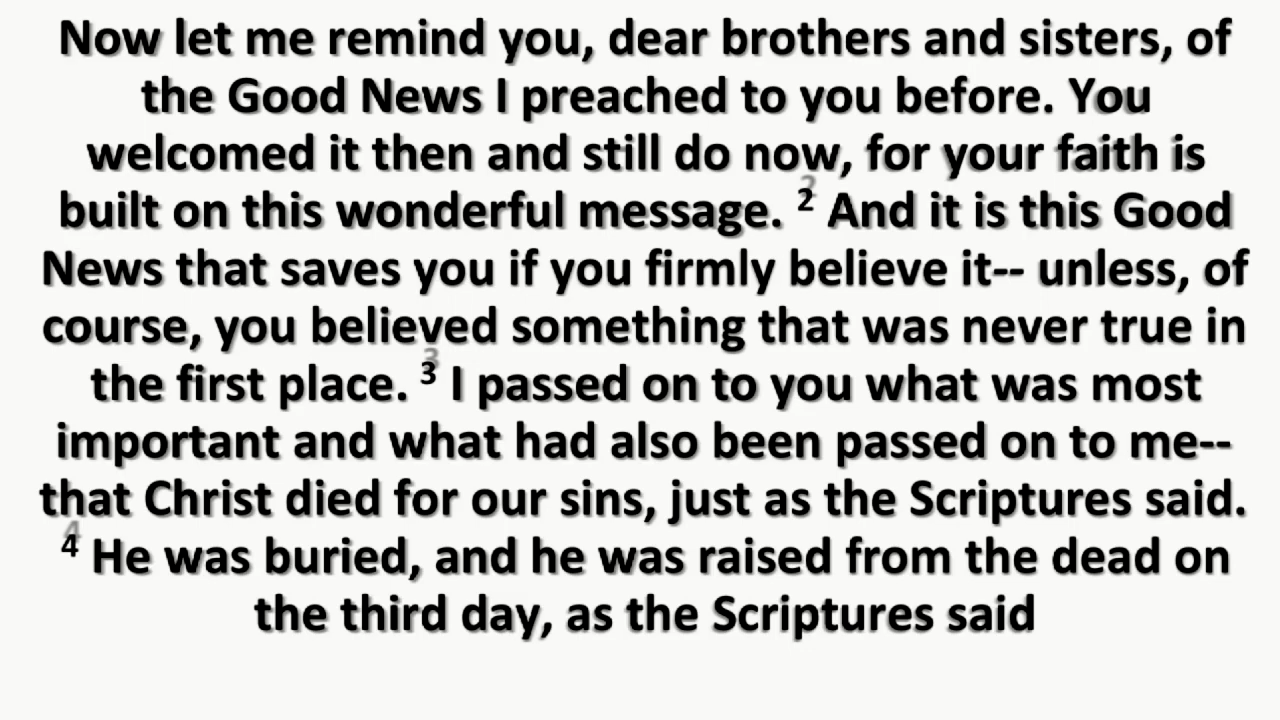 Now let me remind you, dear brothers and sisters, of
the Good News I preached to you before. You
welcomed it then and still do now, for your faith is
built on this wonderful message. ² And it is this Good
News that saves you if you firmly believe it-- unless, of
course, you believed something that was never true in
the first place. ³ I passed on to you what was most
important and what had also been passed on to me--
that Christ died for our sins, just as the Scriptures said.
⁴ He was buried, and he was raised from the dead on
the third day, as the Scriptures said